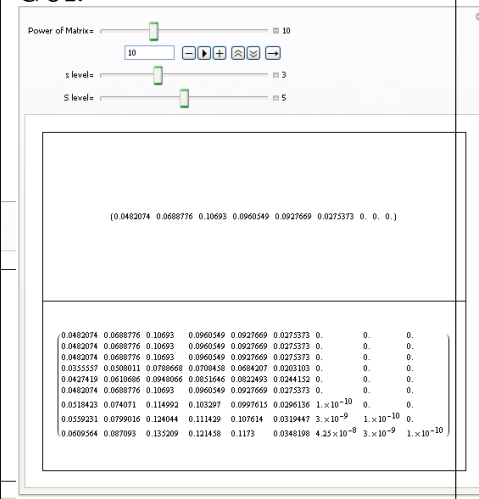 Power of Matrix= 10
10
s level= 3
S level= 5
(0.0482074 0.0688776 0.10693 0.0960549 0.0927669 0.0275373 0. 0. 0.)
0.0482074 0.0688776 0.10693 0.0960549 0.0927669 0.0275373 0. 0. 0.
0.0482074 0.0688776 0.10693 0.0960549 0.0927669 0.0275373 0. 0. 0.
0.0482074 0.0688776 0.10693 0.0960549 0.0927669 0.0275373 0. 0. 0.
0.0355557 0.0508011 0.0788668 0.0708458 0.0684207 0.0203103 0. 0. 0.
0.0427419 0.0610686 0.0948066 0.0851646 0.0822493 0.0244152 0. 0. 0.
0.0482074 0.0688776 0.10693 0.0960549 0.0927669 0.0275373 0. 0. 0.
0.0518423 0.074071 0.114992 0.103297 0.0997615 0.0296136 1.×10⁻¹⁰ 0. 0.
0.0559231 0.0799016 0.124044 0.111429 0.107614 0.0319447 3.×10⁻⁹ 1.×10⁻¹⁰ 0.
0.0609564 0.087093 0.135209 0.121458 0.1173 0.0348198 4.25×10⁻⁸ 3.×10⁻⁹ 1.×10⁻¹⁰